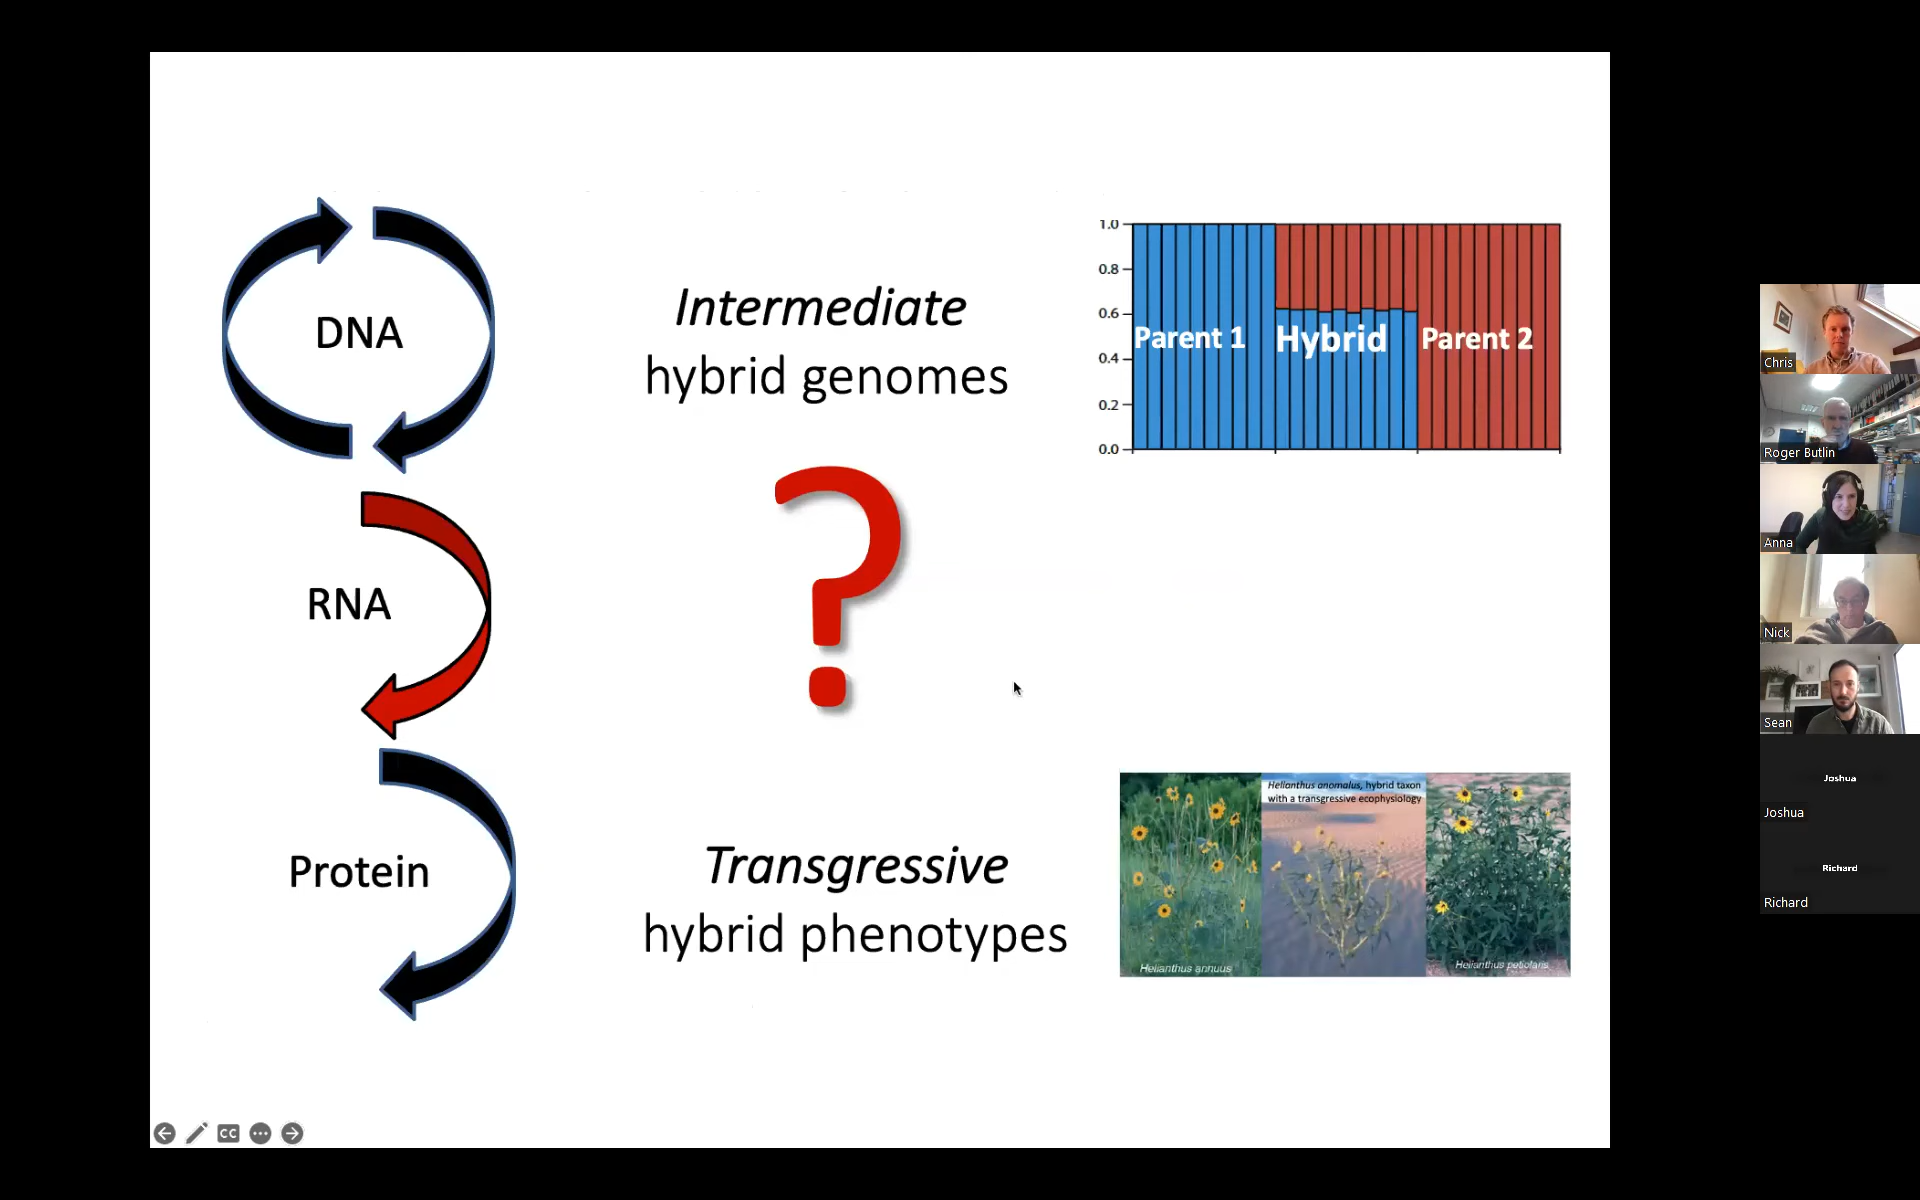 DNA
RNA
Protein
Intermediate
hybrid genomes
?
Transgressive
hybrid phenotypes
1.0
0.8
0.6
0.4
0.2
0.0
Parent 1
Hybrid
Parent 2
Helianthus anomalus, hybrid taxon
with a transgressive ecophysiology
Helianthus annuus
Helianthus petiolaris
CC
Chris
Roger Butlin
Anna
Nick
Sean
Joshua
Joshua
Richard
Richard